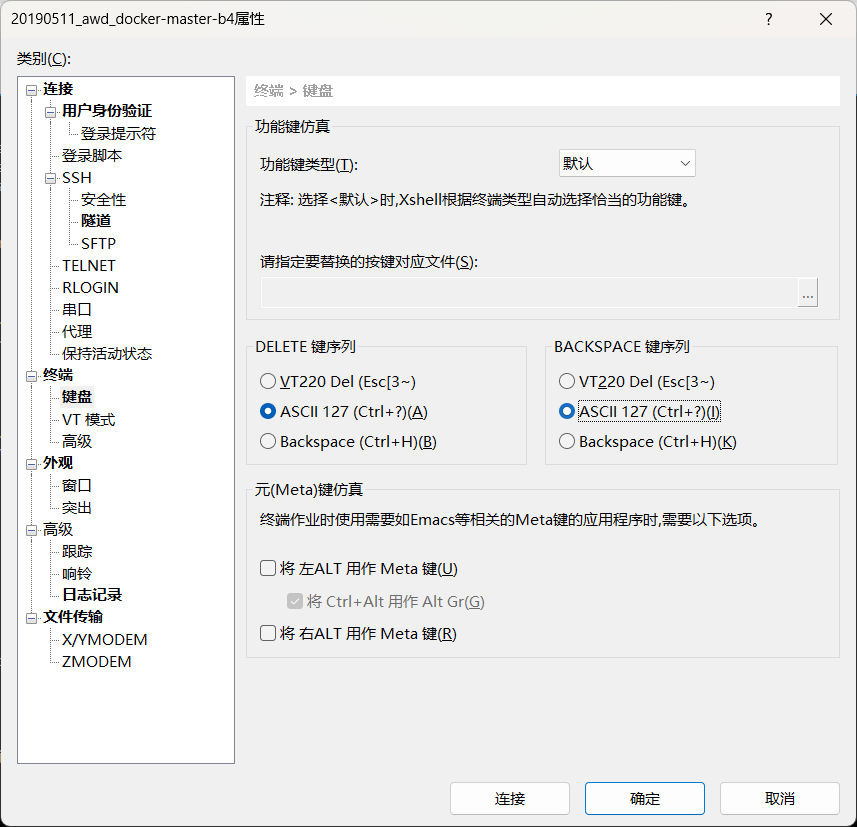 20190511_awd_docker-master-b4属性
类别(C):
连接
用户身份验证
登录提示符
登录脚本
SSH
安全性
隧道
SFTP
TELNET
RLOGIN
串口
代理
保持活动状态
终端
键盘
VT 模式
高级
外观
窗口
突出
高级
跟踪
响铃
日志记录
文件传输
X/YMODEM
ZMODEM
终端 > 键盘
功能键仿真
功能键类型(T):
默认
注释: 选择<默认>时,Xshell根据终端类型自动选择恰当的功能键。
请指定要替换的按键对应文件(S):
...
DELETE 键序列
VT220 Del (Esc[3~)
ASCII 127 (Ctrl+?)(A)
Backspace (Ctrl+H)(B)
BACKSPACE 键序列
VT220 Del (Esc[3~)
ASCII 127 (Ctrl+?)(I)
Backspace (Ctrl+H)(K)
元(Meta)键仿真
终端作业时使用需要如Emacs等相关的Meta键的应用程序时,需要以下选项。
将 左ALT 用作 Meta 键(U)
将 Ctrl+Alt 用作 Alt Gr(G)
将 右ALT 用作 Meta 键(R)
连接
确定
取消